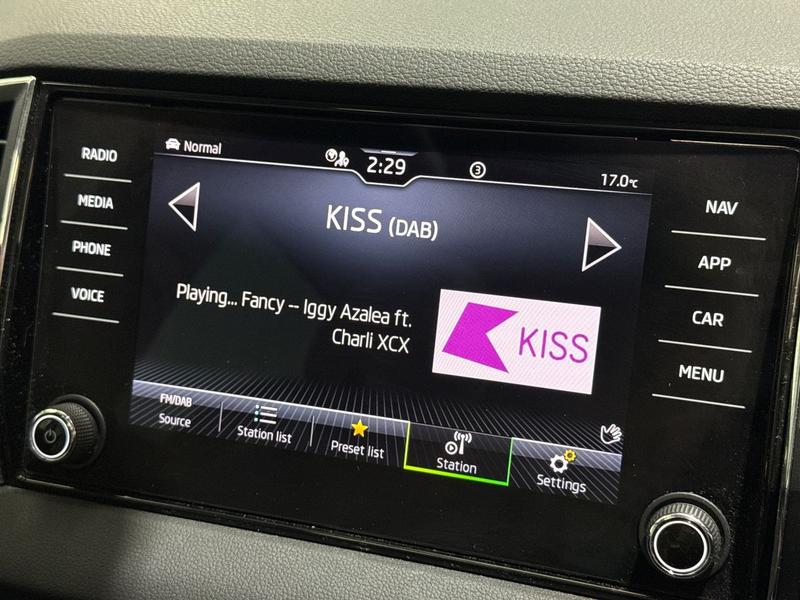 RADIO
MEDIA
PHONE
VOICE
Normal
2:29
3
17.0°C
KISS (DAB)
Playing... Fancy -- Iggy Azalea ft.
Charli XCX
KISS
FM/DAB
Source
Station list
Preset list
Station
Settings
NAV
APP
CAR
MENU